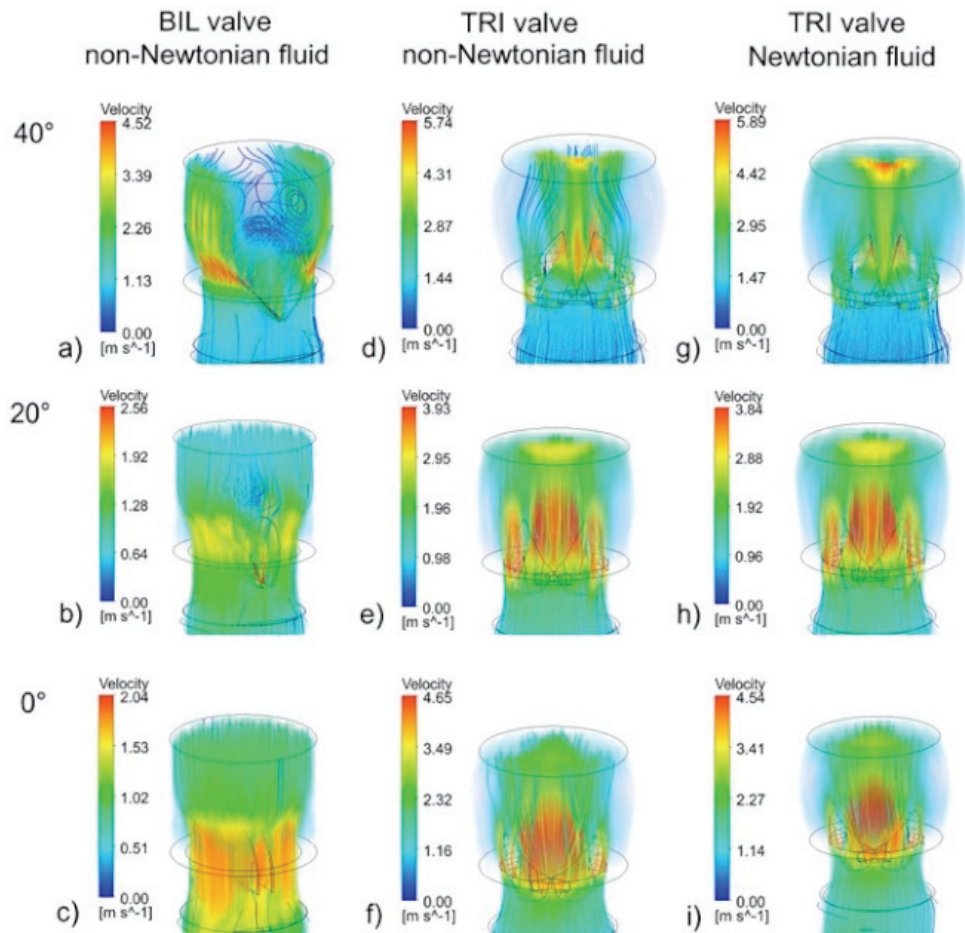 BIL valve
non-Newtonian fluid
TRI valve
non-Newtonian fluid
TRI valve
Newtonian fluid
40°
Velocity
4.52
3.39
2.26
1.13
0.00
[m s^-1]
a)
Velocity
5.74
4.31
2.87
1.44
0.00
[m s^-1]
d)
Velocity
5.89
4.42
2.95
1.47
0.00
[m s^-1]
g)
20°
Velocity
2.56
1.92
1.28
0.64
0.00
[m s^-1]
b)
Velocity
3.93
2.95
1.96
0.98
0.00
[m s^-1]
e)
Velocity
3.84
2.88
1.92
0.96
0.00
[m s^-1]
h)
0°
Velocity
2.04
1.53
1.02
0.51
0.00
[m s^-1]
c)
Velocity
4.65
3.49
2.32
1.16
0.00
[m s^-1]
f)
Velocity
4.54
3.41
2.27
1.14
0.00
[m s^-1]
i)